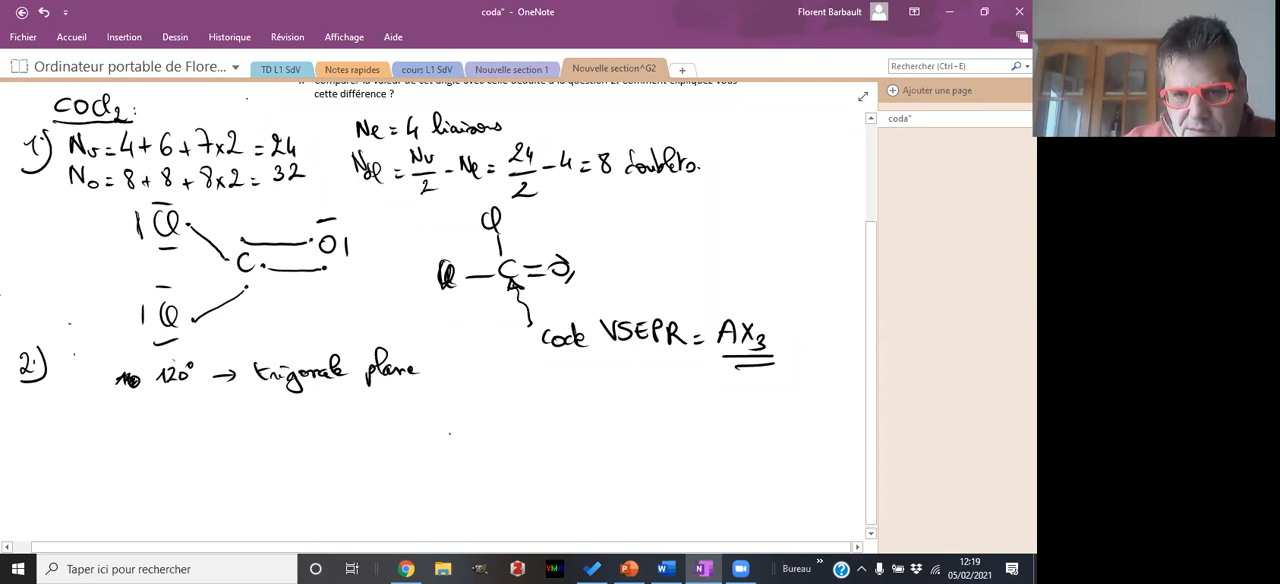 coda" - OneNote
Florent Barbault
Fichier Accueil Insertion Dessin Historique Révision Affichage Aide
Ordinateur portable de Flore...
TD L1 SdV
Notes rapides
cours L1 SdV
Nouvelle section 1
Nouvelle section^G2
Rechercher (Ctrl+E)
Ajouter une page
coda"
cette différence ?
COCl2
1) Nv = 4 + 6 + 7x2 = 24
No = 8 + 8 + 8x2 = 32
Ne = 4 liaisons
Nde = Nv/2 - Ne = 24/2 - 4 = 8 doublets.
Cl C O
Cl
Cl
Cl — C = O
code VSEPR = AX3
2) 120° → trigonale plane
Taper ici pour rechercher
Bureau
12:19
05/02/2021